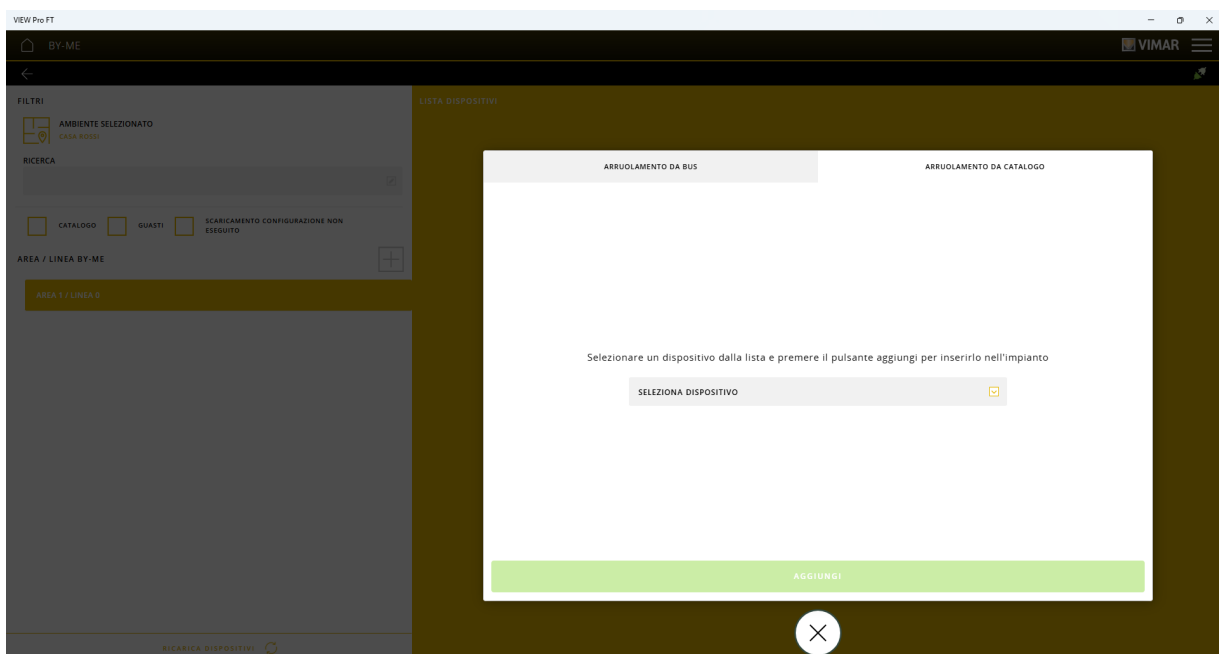 VIEW Pro FT
BY-ME
VIMAR
FILTRI
LISTA DISPOSITIVI
AMBIENTE SELEZIONATO
CASA ROSSI
RICERCA
ARRUOLAMENTO DA BUS
ARRUOLAMENTO DA CATALOGO
CATALOGO
GUASTI
SCARICAMENTO CONFIGURAZIONE NON
ESEGUITO
AREA / LINEA BY-ME
AREA 1 / LINEA 0
Selezionare un dispositivo dalla lista e premere il pulsante aggiungi per inserirlo nell'impianto
SELEZIONA DISPOSITIVO
AGGIUNGI
RICARICA DISPOSITIVI